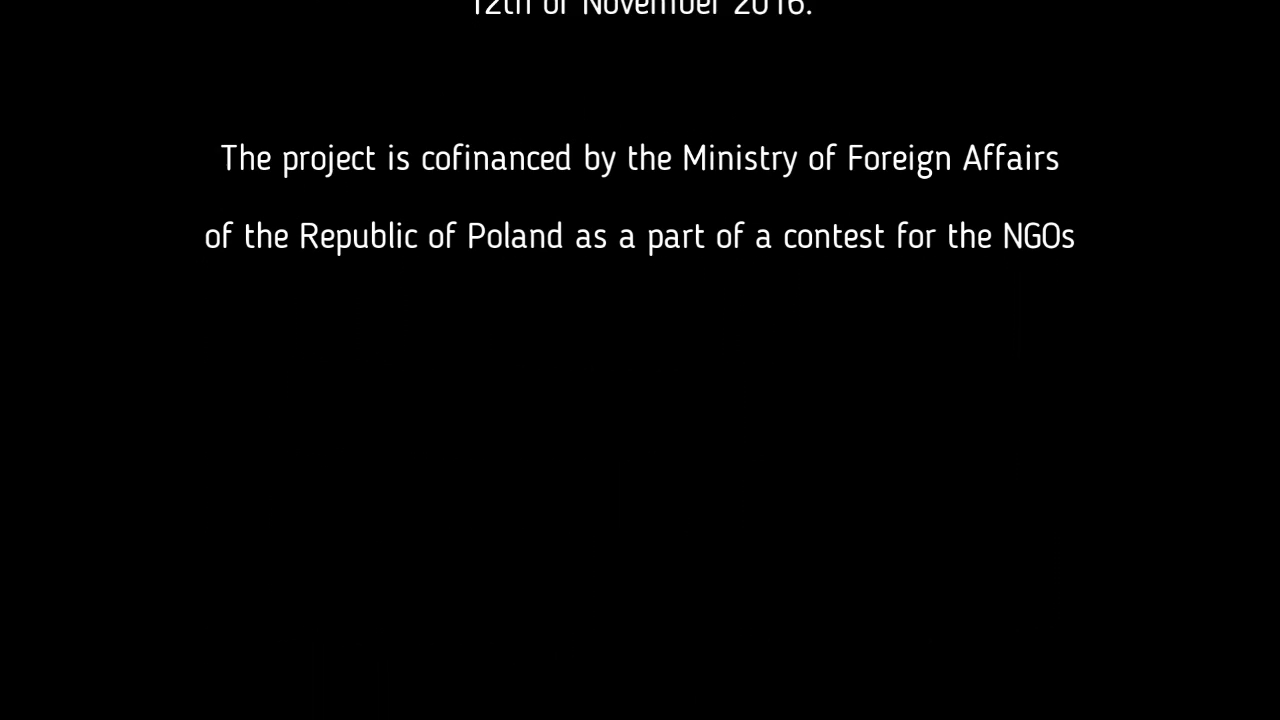 12th of November 2016.
The project is cofinanced by the Ministry of Foreign Affairs
of the Republic of Poland as a part of a contest for the NGOs